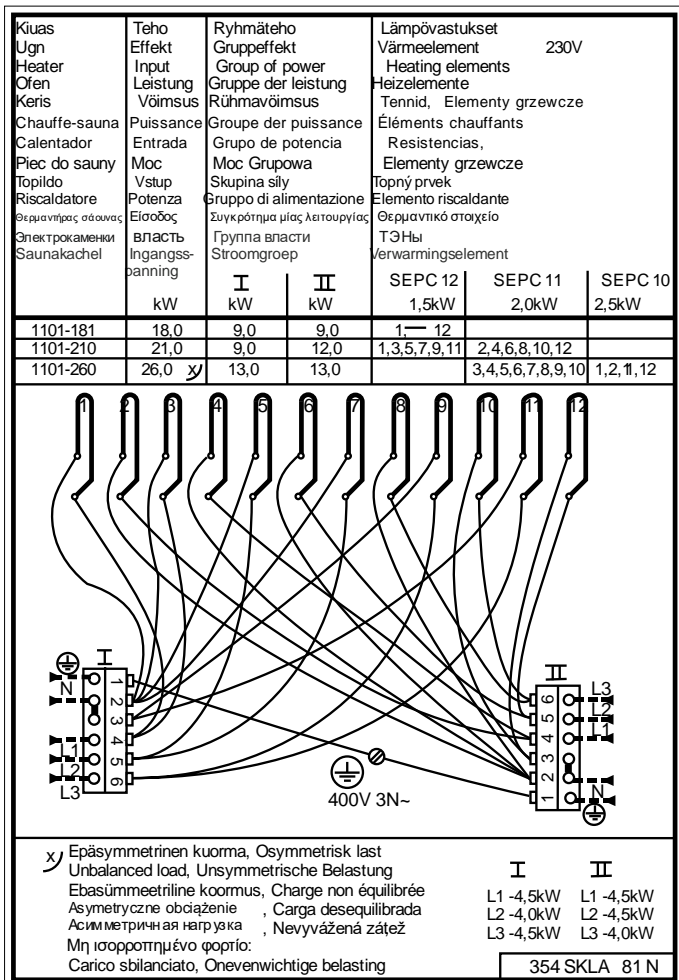 Kiuas Teho Ryhmäteho Lämpövastukset
Ugn Effekt Gruppeffekt Värmeelement 230V
Heater Input Group of power Heating elements
Ofen Leistung Gruppe der leistung Heizelemente
Keris Vöimsus Rühmavöimsus Tennid, Elementy grzewcze
Chauffe-sauna Puissance Groupe der puissance Éléments chauffants
Calentador Entrada Grupo de potencia Resistencias,
Piec do sauny Moc Moc Grupowa Elementy grzewcze
Topildo Vstup Skupina síly Topný prvek
Riscaldatore Potenza Gruppo di alimentazione Elemento riscaldante
Θερμαντήρας σάουνας Είσοδος Συγκρότημα μίας λειτουργίας Θερμαντικό στοιχείο
Электрокаменки власть Группа власти ТЭНы
Saunakachel Ingangss- Stroomgroep Verwarmingselement
panning
I II SEPC 12 SEPC 11 SEPC 10
kW kW kW 1,5kW 2,0kW 2,5kW
1101-181 18,0 9,0 9,0 1, — 12
1101-210 21,0 9,0 12,0 1,3,5,7,9,11 2,4,6,8,10,12
1101-260 26,0 x) 13,0 13,0 3,4,5,6,7,8,9,10 1,2,11,12
1 2 3 4 5 6 7 8 9 10 11 12
I
N
L1
L2
L3
1
2
3
4
5
6
400V 3N~
II
6
5
4
3
2
1
L3
L2
L1
N
x) Epäsymmetrinen kuorma, Osymmetrisk last
Unbalanced load, Unsymmetrische Belastung
Ebasümmeetriline koormus, Charge non équilibrée
Asymetryczne obciążenie , Carga desequilibrada
Асимметричная нагрузка , Nevyvážená zátež
Μη ισορροπημένο φορτίο:
Carico sbilanciato, Onevenwichtige belasting
I II
L1 -4,5kW L1 -4,5kW
L2 -4,0kW L2 -4,5kW
L3 -4,5kW L3 -4,0kW
354 SKLA 81 N